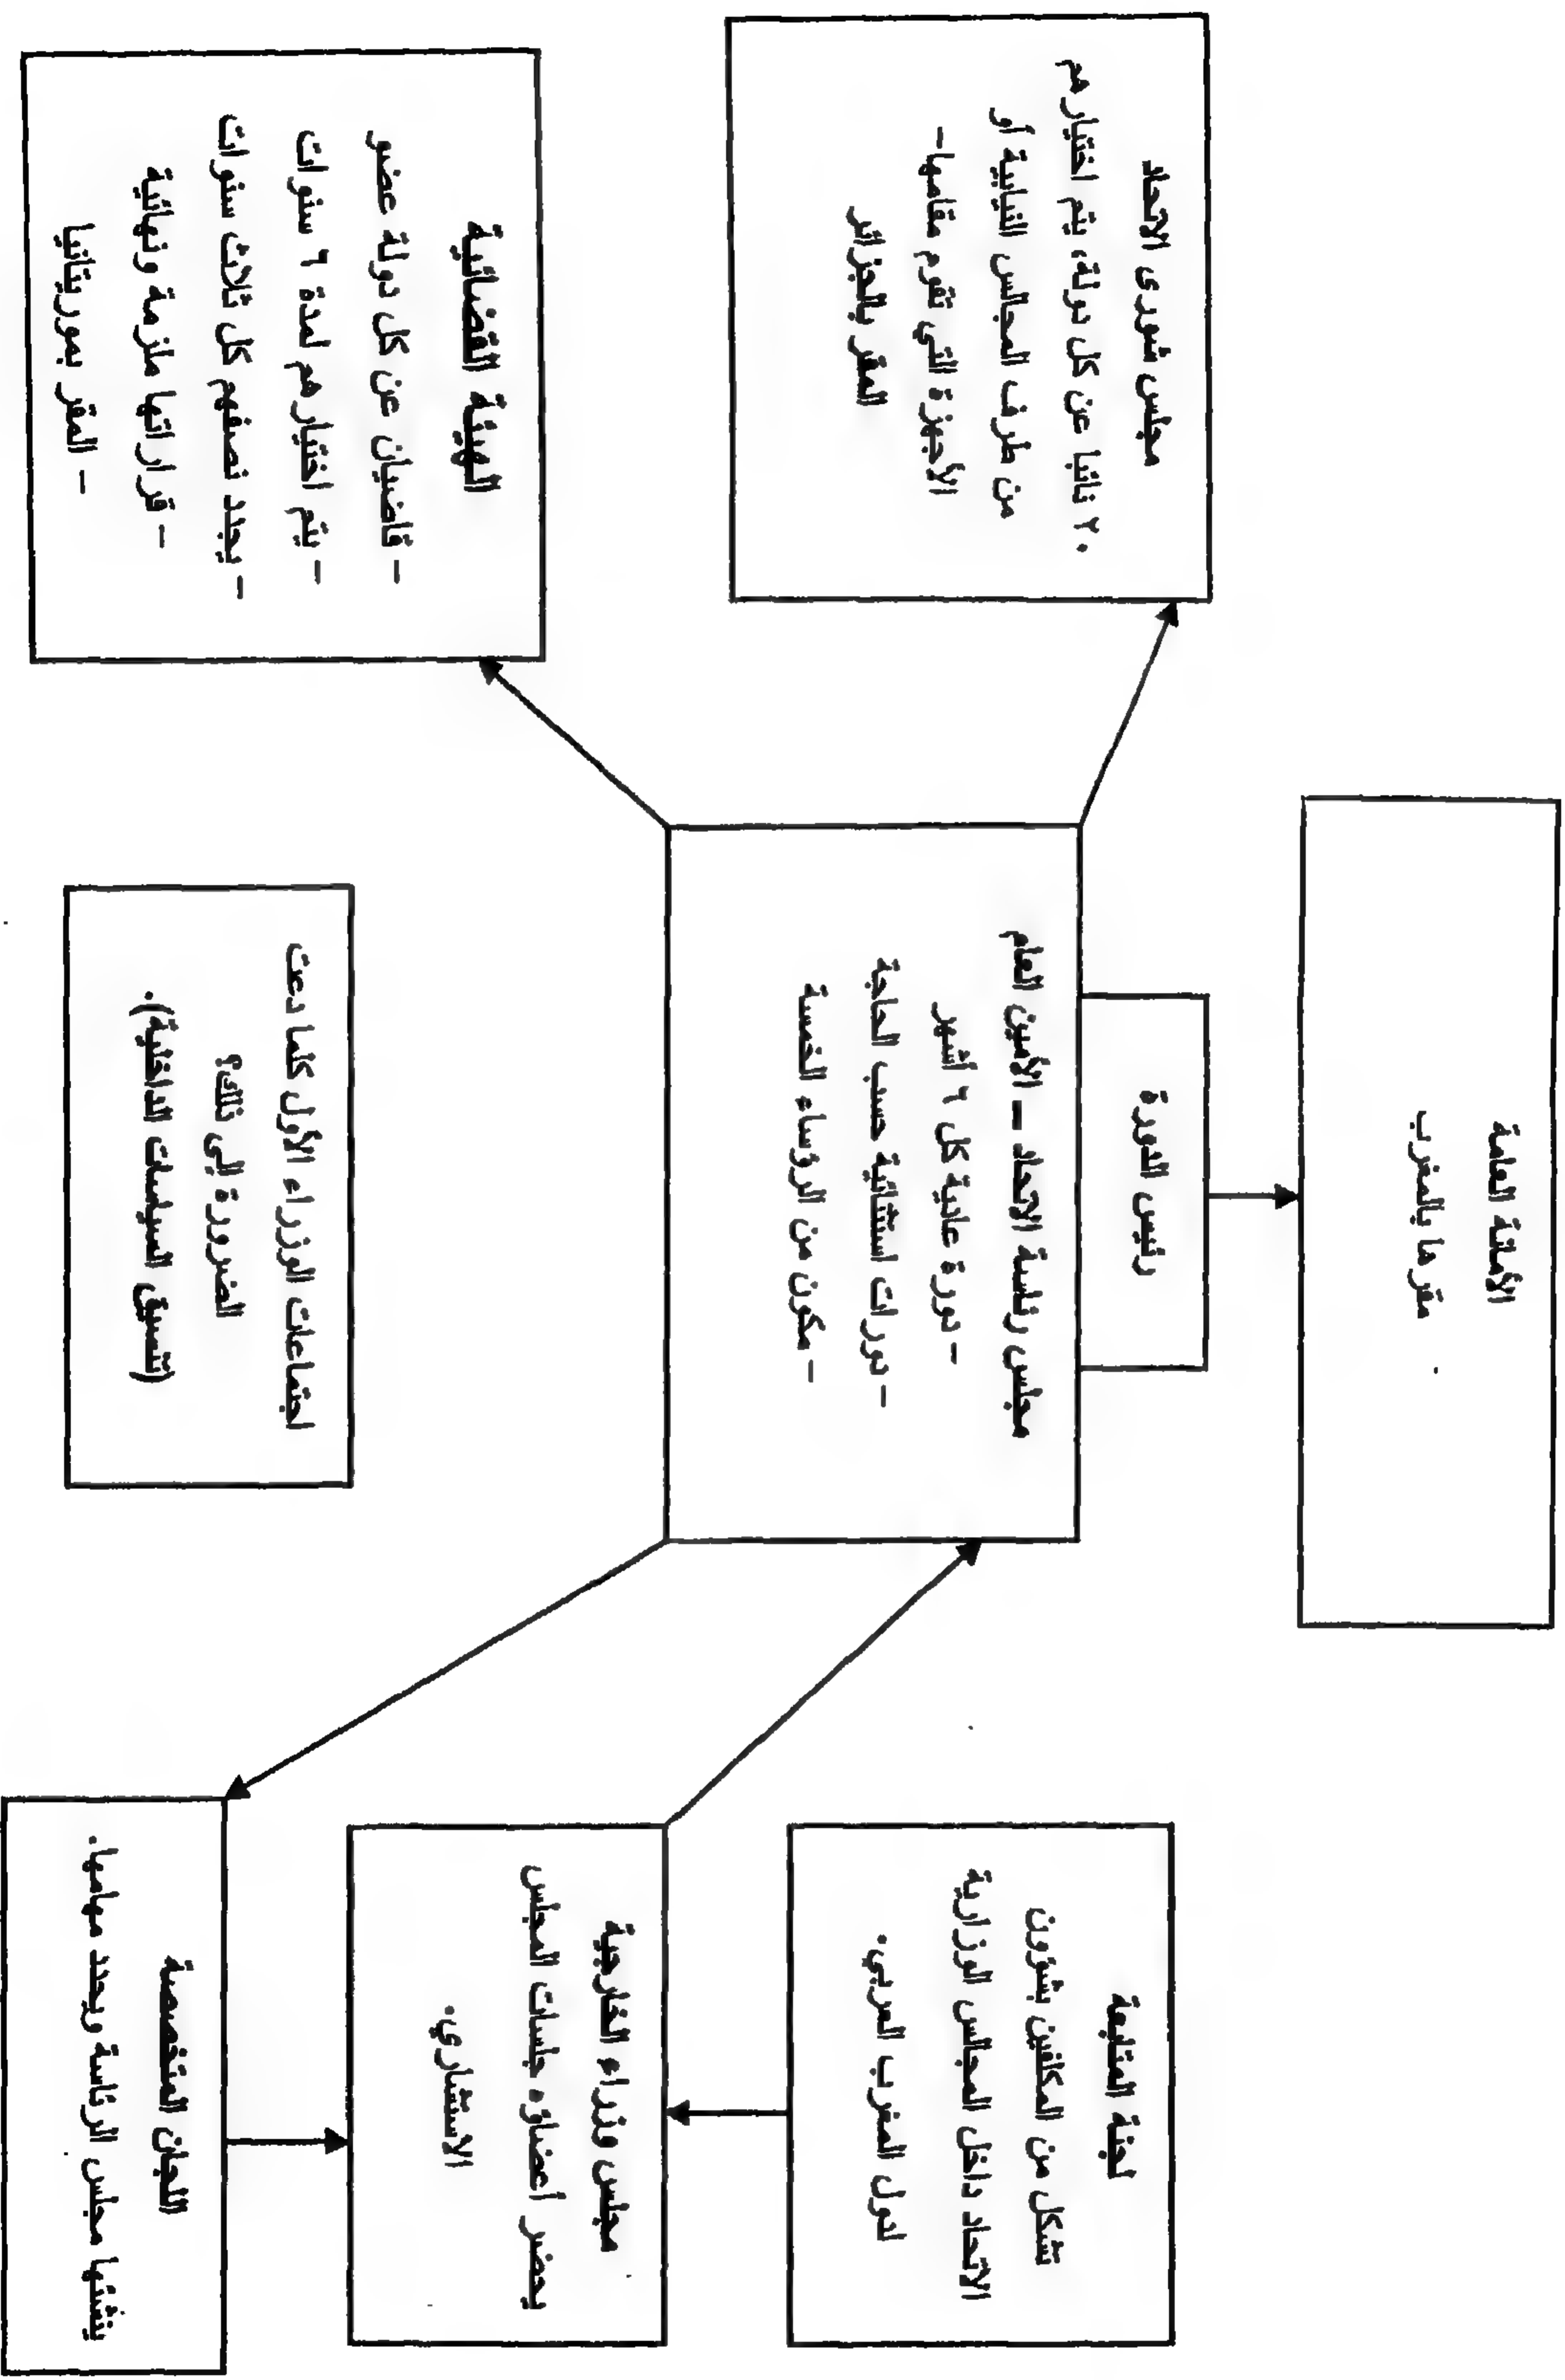 الأمانة العامة
مقرها بالمغرب
رئيس الدورة
لجنة المتابعة
تشكل من المكلفين بشؤون
الاتحاد داخل المجالس الوزارية
لدول المغرب العربي.
مجلس رئاسة الاتحاد – الأمين العام
- دورة عادية كل ٦ أشهر
- دورات استثنائية حسب الحاجة
- مكون من الرؤساء الخمسة
مجلس شورى الاتحاد
٢٠ نائبا عن كل دولة، يتم اختيارهم
من طرف المجالس النيابية أو
الأجهزة التي تقوم مقامها-
المقر بالجزائر
مجلس وزراء الخارجية
يحضر أعضاؤه جلسات المجلس
الاستشاري.
الهيئة القضائية
- قاضيان عن كل دولة عضو
- يتم اختيارهم لمدة ٦ سنوات
- يجدد نصفهم كل ثلاث سنوات
- قراراتها ملزمة ونهائية
- المقر بموريتانيا
اجتماعات الوزراء الأول كلما دعت
الضرورة إلى ذلك؟
(تنسيق السياسات الداخلية).
اللجان المتخصصة
ينشئها مجلس الرئاسة ويحدد مهامها.